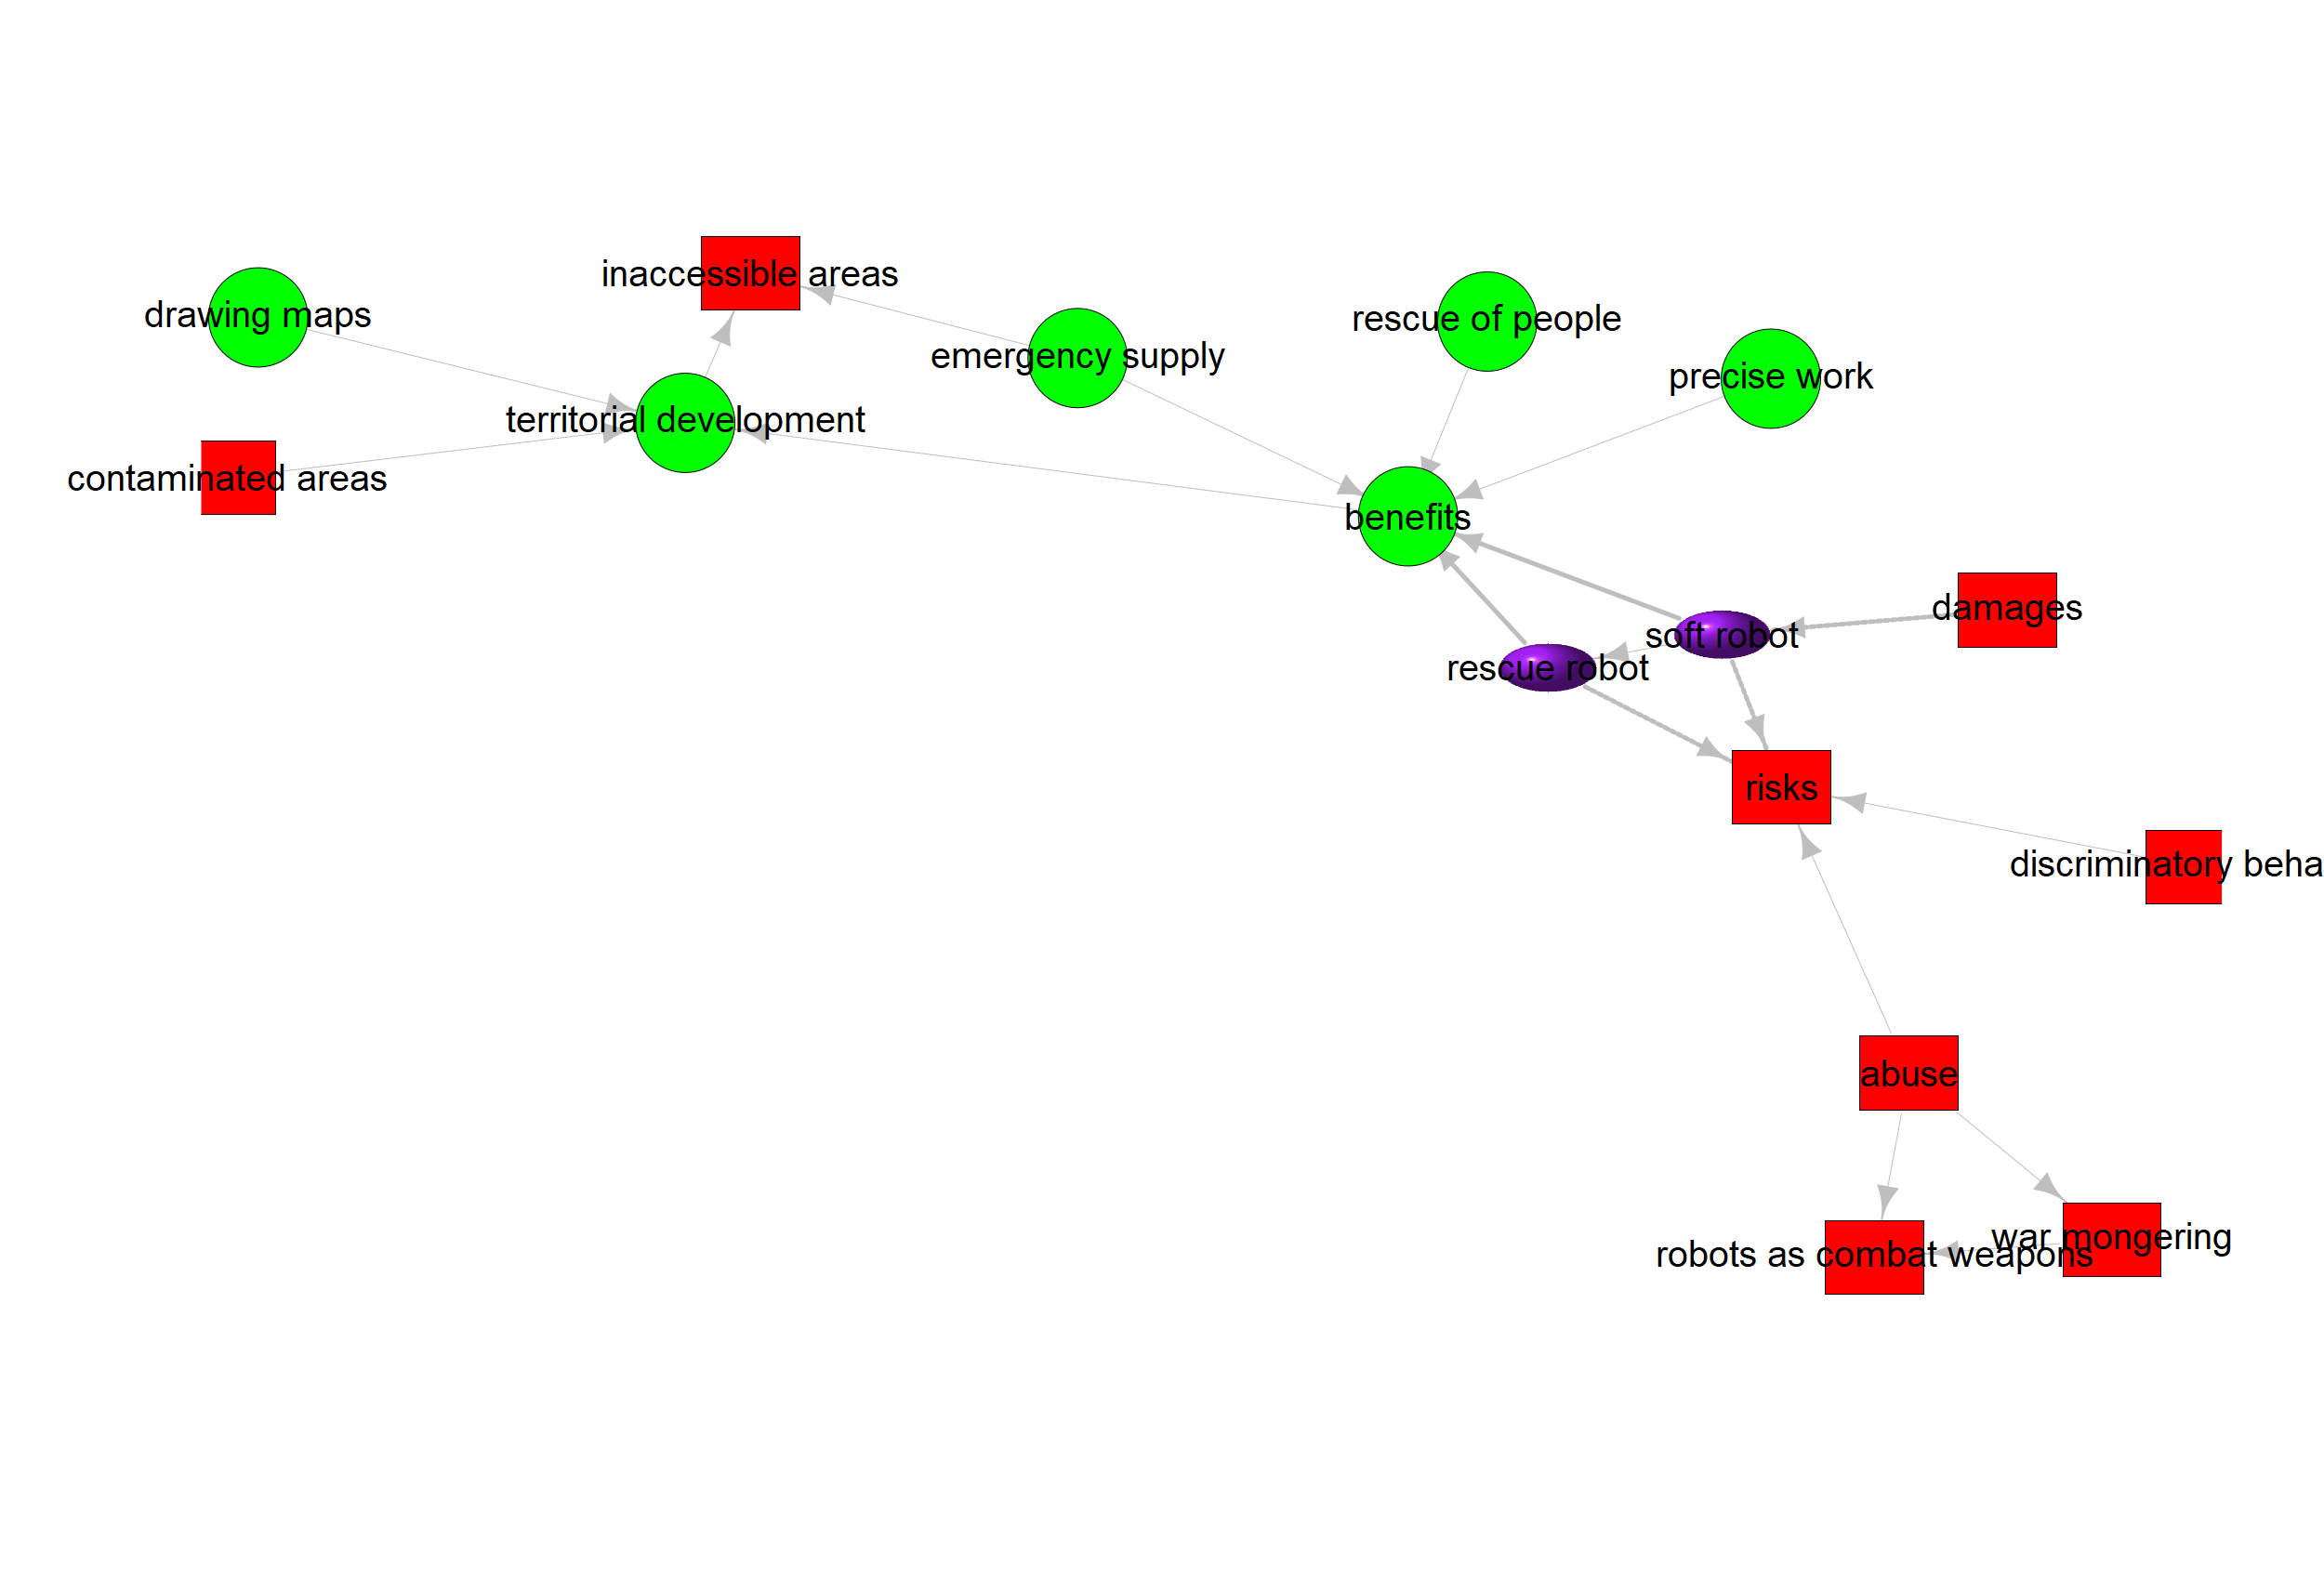 inaccessible areas
drawing maps
rescue of people
emergency supply
precise work
territorial development
contaminated areas
benefits
damages
soft robot
rescue robot
risks
discriminatory beha
abuse
war mongering
robots as combat weapons